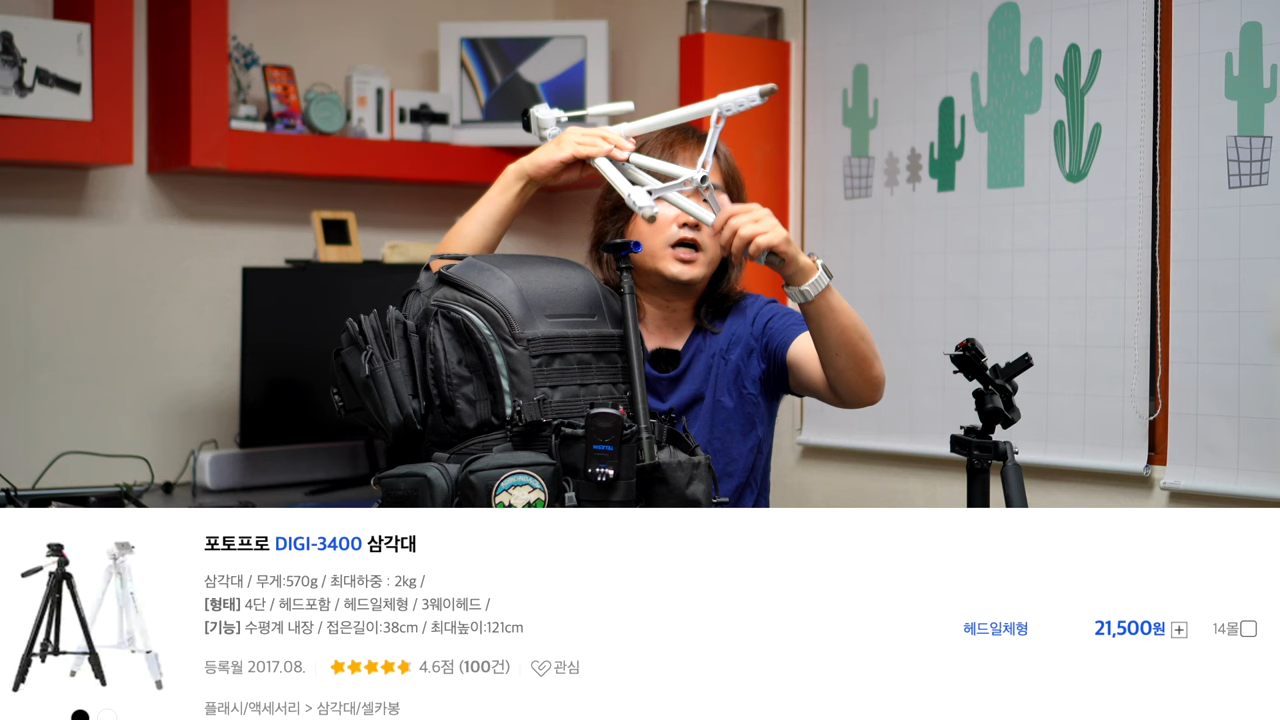 포토프로 DIGI-3400 삼각대
삼각대 / 무게:570g / 최대하중 : 2kg /
[형태] 4단 / 헤드포함 / 헤드일체형 / 3웨이헤드 /
[기능] 수평계 내장 / 접은길이:38cm / 최대높이:121cm
헤드일체형 21,500원 14몰
등록월 2017.08. 4.6점 (100건) 관심
플래시/액세서리 > 삼각대/셀카봉